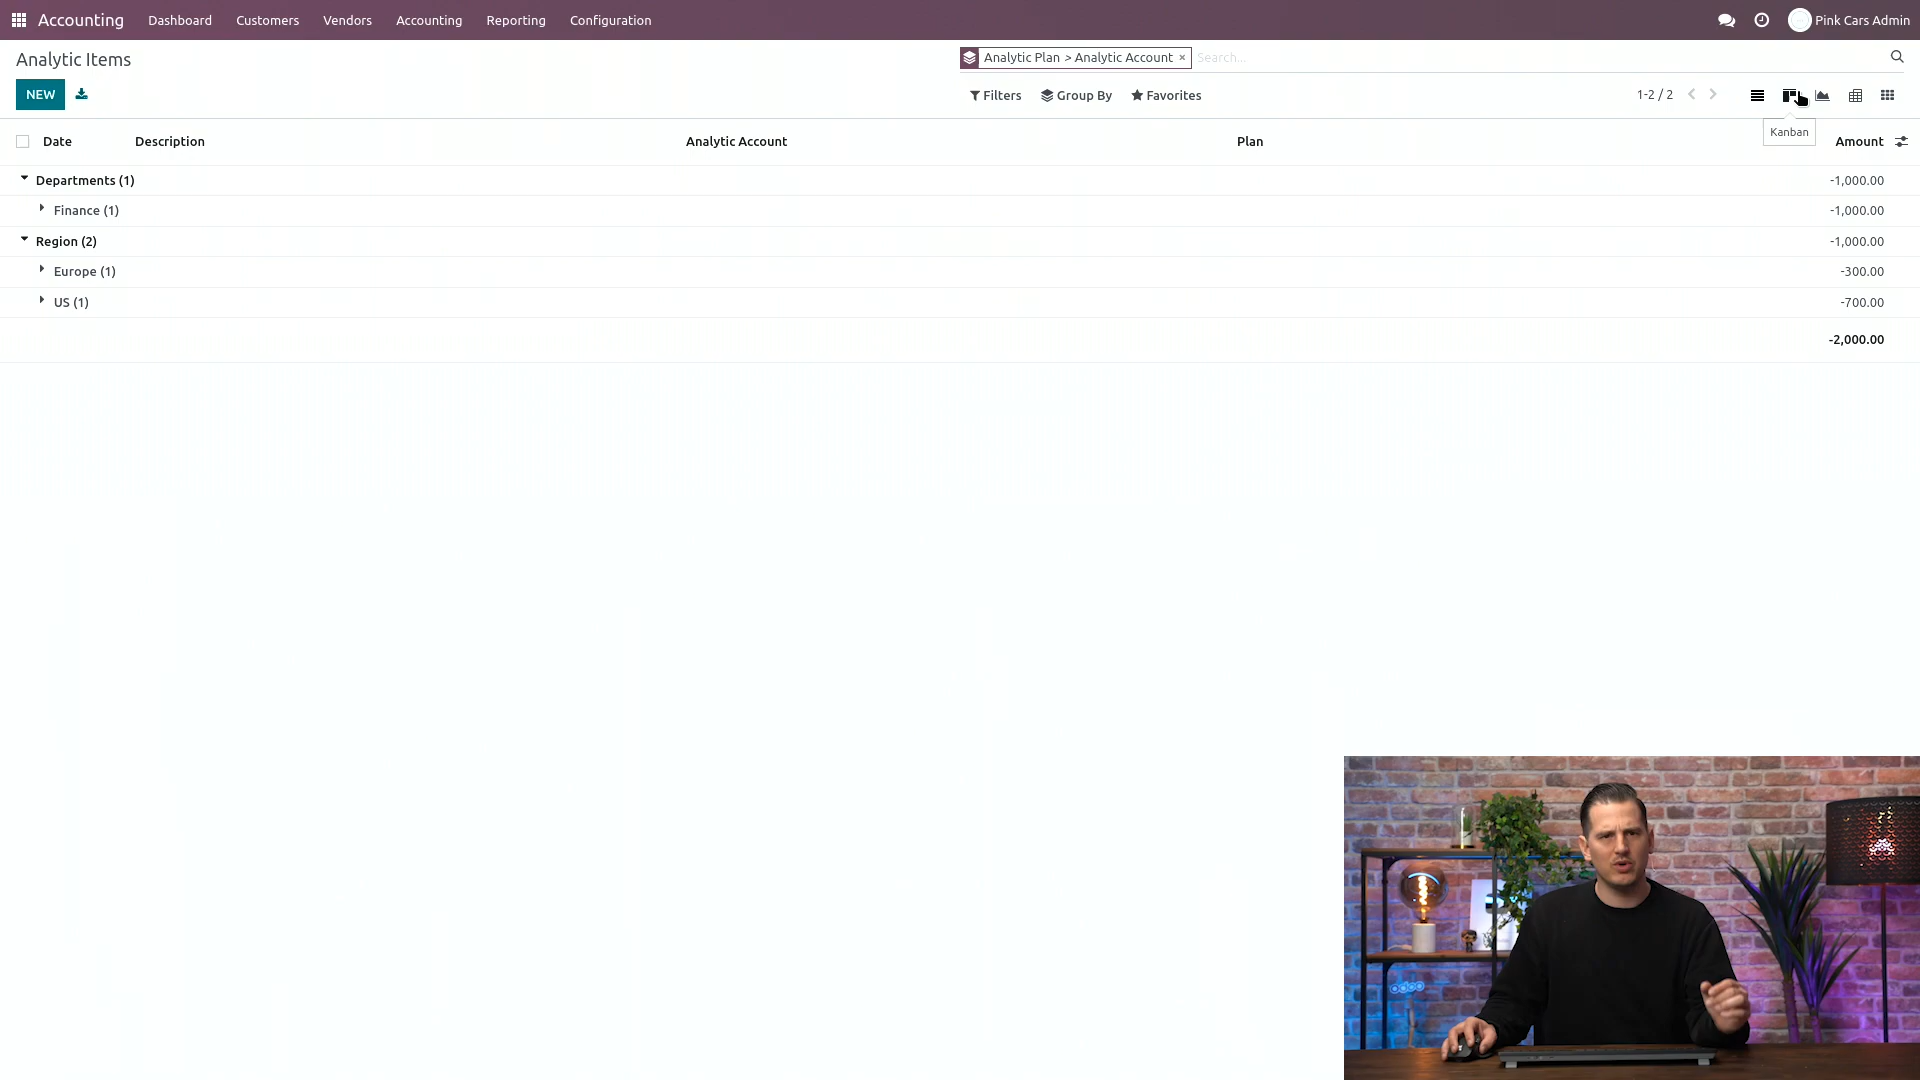 Accounting Dashboard Customers Vendors Accounting Reporting Configuration Pink Cars Admin
Analytic Items
Analytic Plan > Analytic Account × Search...
NEW
Filters Group By Favorites 1-2 / 2
Kanban
Date Description Analytic Account Plan Amount
Departments (1) -1,000.00
Finance (1) -1,000.00
Region (2) -1,000.00
Europe (1) -300.00
US (1) -700.00
-2,000.00
odoo